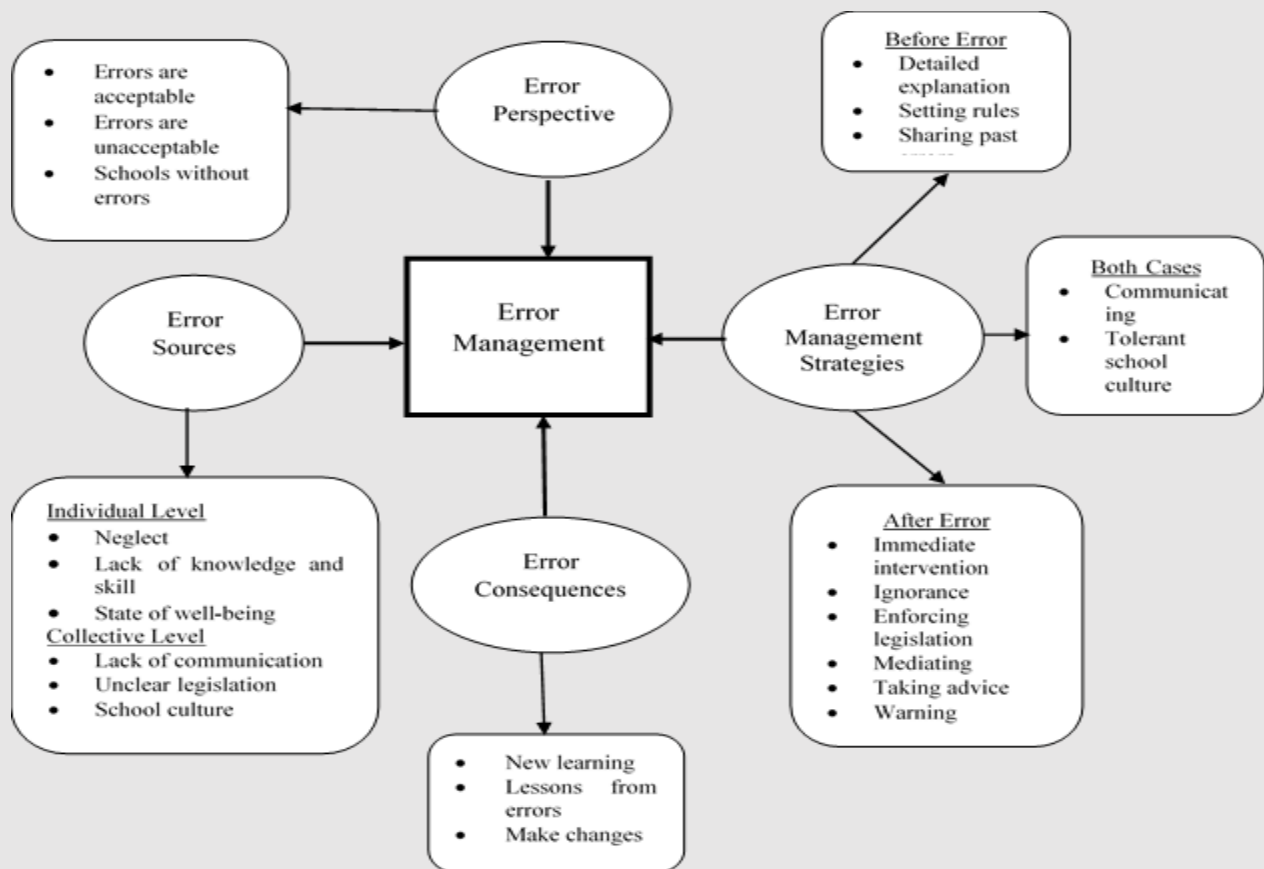 Errors are
acceptable
Errors are
unacceptable
Schools without
errors
Error
Perspective
Before Error
Detailed
explanation
Setting rules
Sharing past
Error
Sources
Error
Management
Error
Management
Strategies
Both Cases
Communicat
ing
Tolerant
school
culture
Individual Level
Neglect
Lack of knowledge and
skill
State of well-being
Collective Level
Lack of communication
Unclear legislation
School culture
Error
Consequences
After Error
Immediate
intervention
Ignorance
Enforcing
legislation
Mediating
Taking advice
Warning
New learning
Lessons from
errors
Make changes